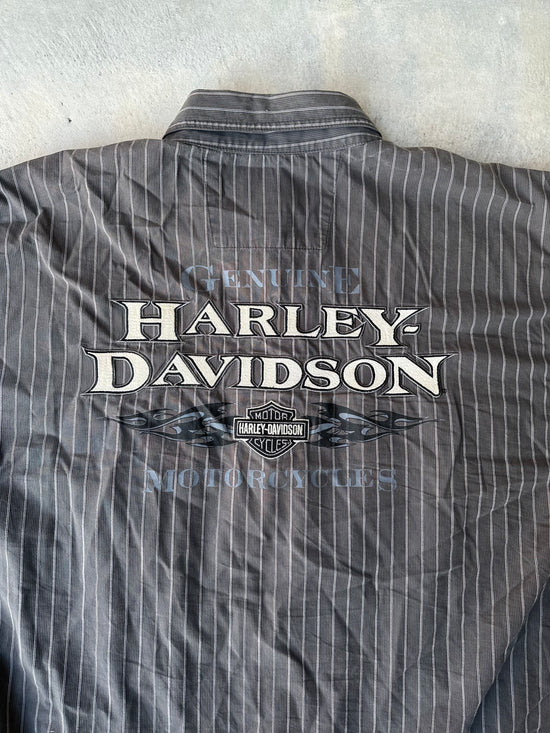 GENUINE
HARLEY-
DAVIDSON
MOTOR
HARLEY-DAVIDSON
CYCLES
MOTORCYCLES